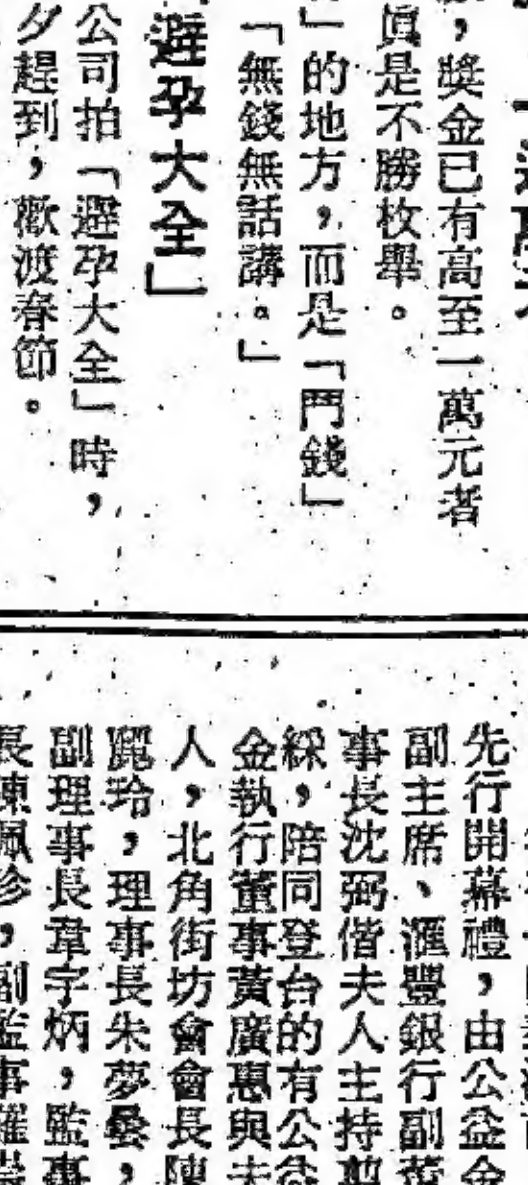 ，獎金已有高至一萬元者
眞是不勝枚舉。
」的地方，而是「鬥錢」
「無錢無話講。」
避孕大全」
公司拍「避孕大全」時，
夕趕到，歡渡春節。
先行開幕禮，由公益金
副主席、滙豐銀行副董
事長沈弼偕夫人主持剪
綵，陪同登台的有公益
金執行董事黃廣惠與夫
人，北角街坊會會長陳
麗玲，理事長朱夢曇，
副理事長韋字炳，監事
長陳佩珍，副監事羅